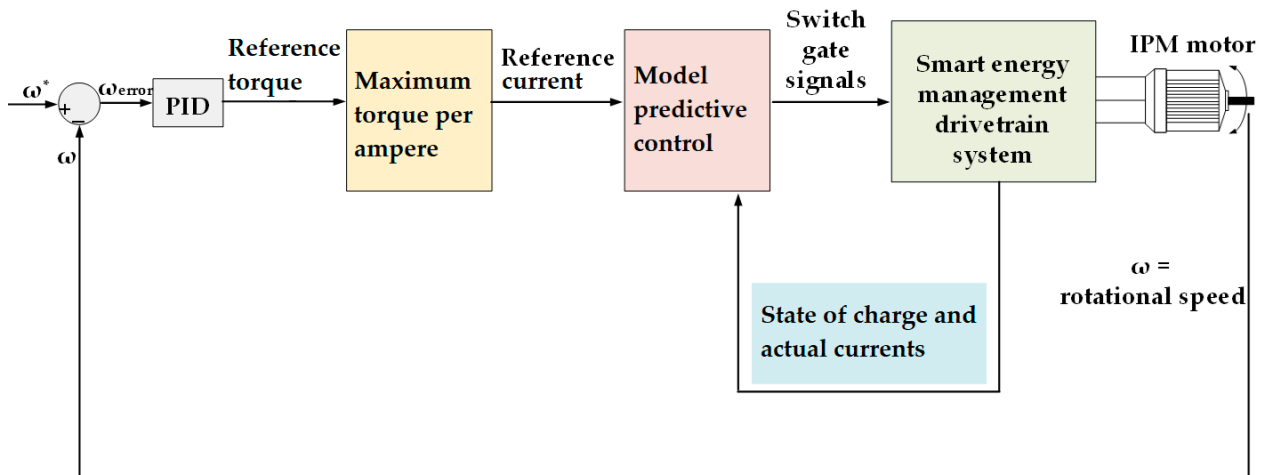 ω*
+
−
ω
ωerror
PID
Reference
torque
Maximum
torque per
ampere
Reference
current
Model
predictive
control
Switch
gate
signals
Smart energy
management
drivetrain
system
IPM motor
State of charge and
actual currents
ω =
rotational speed